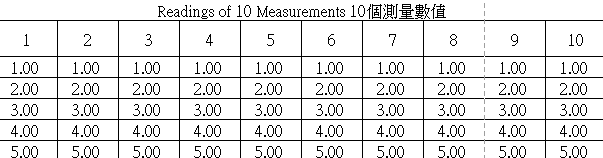 Readings of 10 Measurements 10個測量數值
1 2 3 4 5 6 7 8 9 10
1.00 1.00 1.00 1.00 1.00 1.00 1.00 1.00 1.00 1.00
2.00 2.00 2.00 2.00 2.00 2.00 2.00 2.00 2.00 2.00
3.00 3.00 3.00 3.00 3.00 3.00 3.00 3.00 3.00 3.00
4.00 4.00 4.00 4.00 4.00 4.00 4.00 4.00 4.00 4.00
5.00 5.00 5.00 5.00 5.00 5.00 5.00 5.00 5.00 5.00